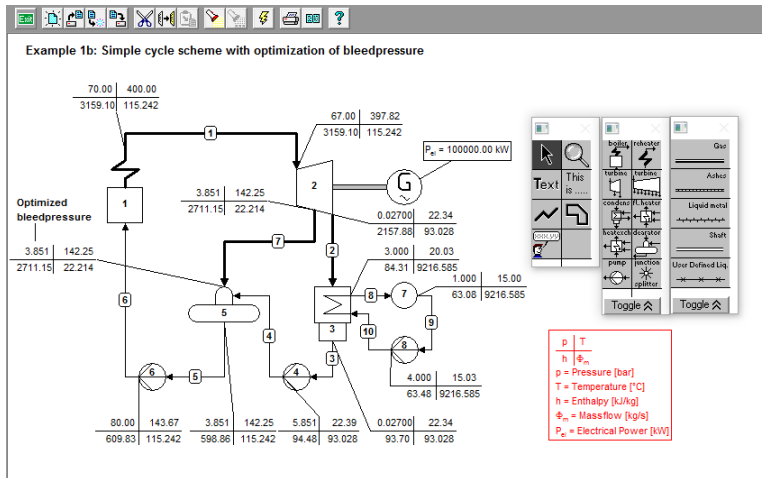 Exit
Example 1b: Simple cycle scheme with optimization of bleedpressure
70.00 400.00
3159.10 115.242
67.00 397.82
3159.10 115.242
1
Pel = 100000.00 kW
G
2
1
3.851 142.25
2711.15 22.214
Optimized
bleedpressure
0.02700 22.34
2157.88 93.028
7
2
3.851 142.25
2711.15 22.214
3.000 20.03
84.31 9216.585
1.000 15.00
63.08 9216.585
6
5
8
7
4
10
9
3
3
8
6
5
4
4.000 15.03
63.48 9216.585
80.00 143.67
609.83 115.242
3.851 142.25
598.86 115.242
5.851 22.39
94.48 93.028
0.02700 22.34
93.70 93.028
Text
This
is .....
boiler reheater
turbine turbine
condens fl.heater
heatexch deaerator
pump junction
splitter
Toggle
Gas
Ashes
Liquid metal
Shaft
User Defined Liq.
Toggle
p T
h Φm
p = Pressure [bar]
T = Temperature [°C]
h = Enthalpy [kJ/kg]
Φm = Massflow [kg/s]
Pel = Electrical Power [kW]